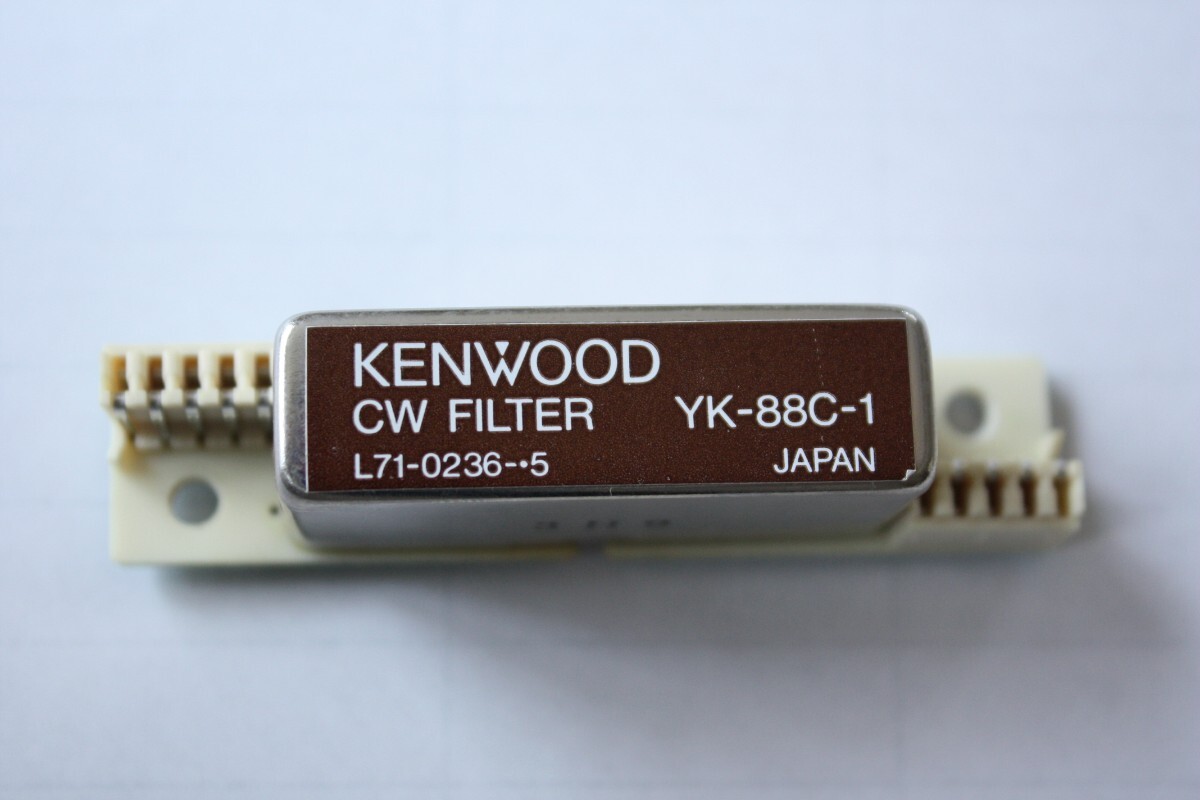 KENWOOD
CW FILTER YK-88C-1
L71-0236-•5 JAPAN